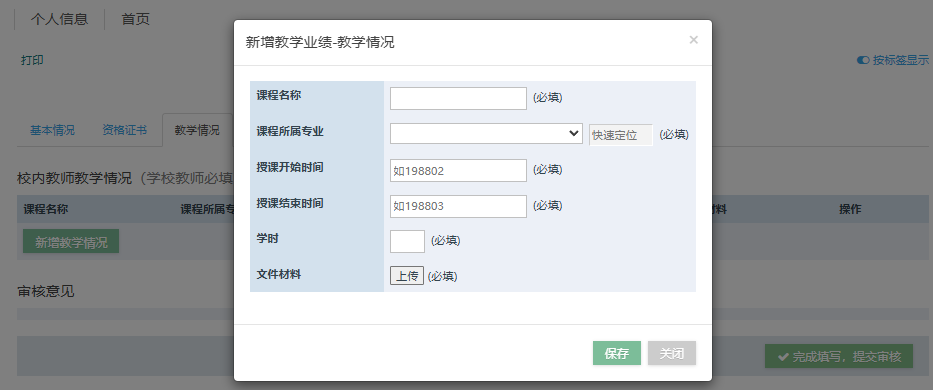 个人信息 首页
打印
按标签显示
基本情况 资格证书 教学情况
校内教师教学情况（学校教师必填
课程名称 课程所属专 材料 操作
新增教学情况
审核意见
完成填写，提交审核
新增教学业绩-教学情况 ×
课程名称 (必填)
课程所属专业 快速定位 (必填)
授课开始时间 如198802 (必填)
授课结束时间 如198803 (必填)
学时 (必填)
文件材料 上传 (必填)
保存 关闭